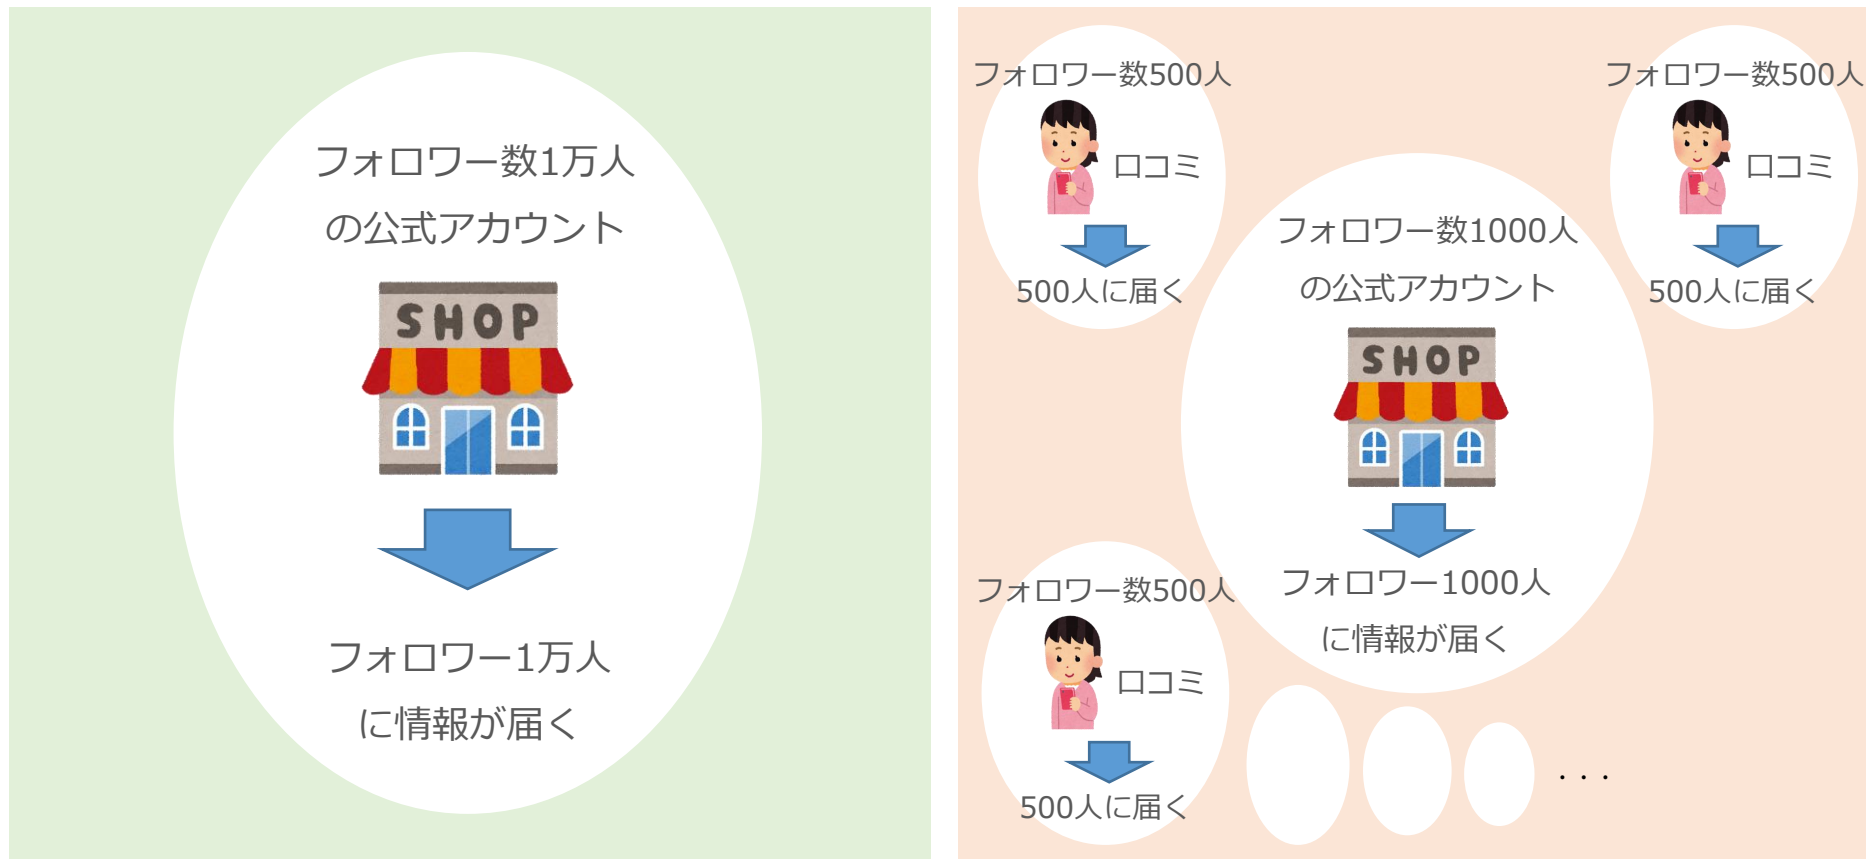 フォロワー数1万人
の公式アカウント
SHOP
フォロワー1万人
に情報が届く
フォロワー数500人
口コミ
500人に届く
フォロワー数500人
口コミ
500人に届く
フォロワー数1000人
の公式アカウント
SHOP
フォロワー1000人
に情報が届く
フォロワー数500人
口コミ
500人に届く
・・・